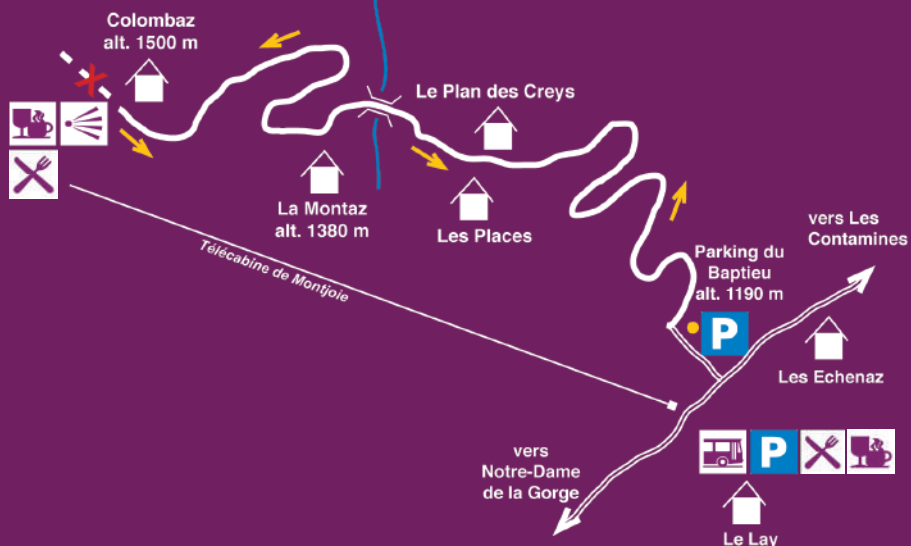 Colombaz
alt. 1500 m
Le Plan des Creys
La Montaz
alt. 1380 m
Les Places
Télécabine de Montjoie
vers Les
Contamines
Parking du
Baptieu
alt. 1190 m
P
Les Echenaz
vers
Notre-Dame
de la Gorge
P
Le Lay